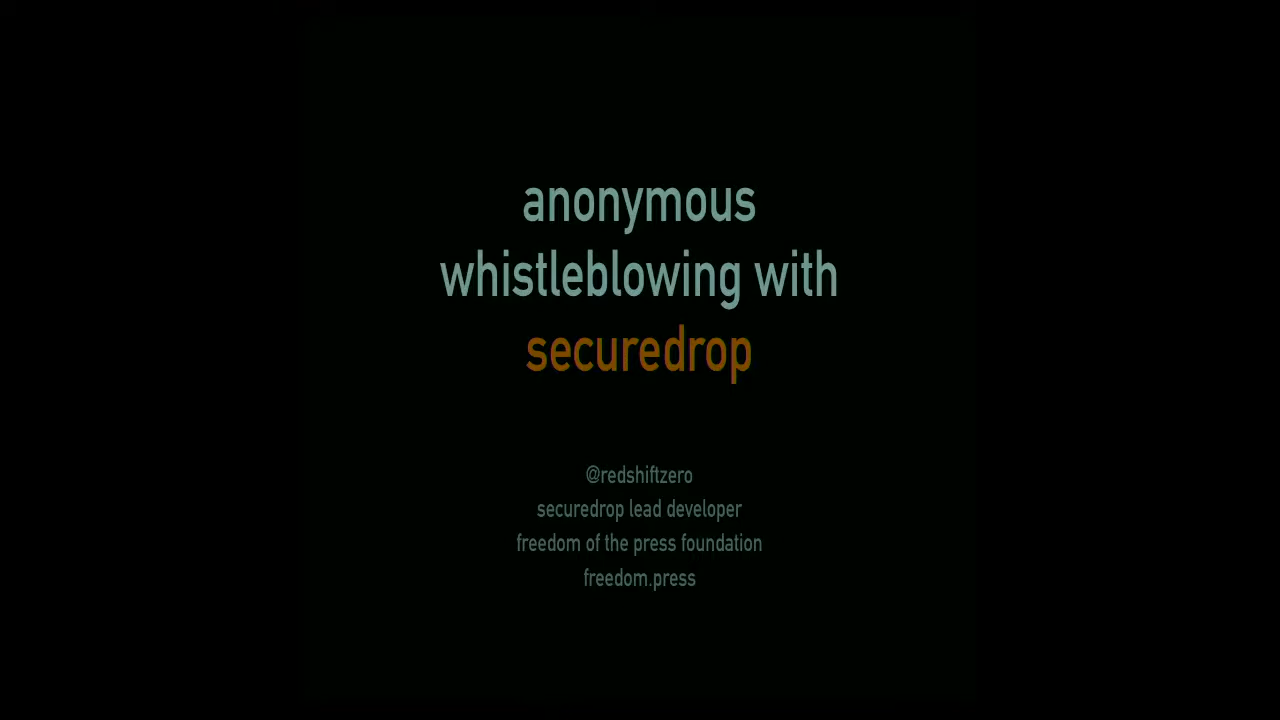 anonymous
whistleblowing with
securedrop
@redshiftzero
securedrop lead developer
freedom of the press foundation
freedom.press